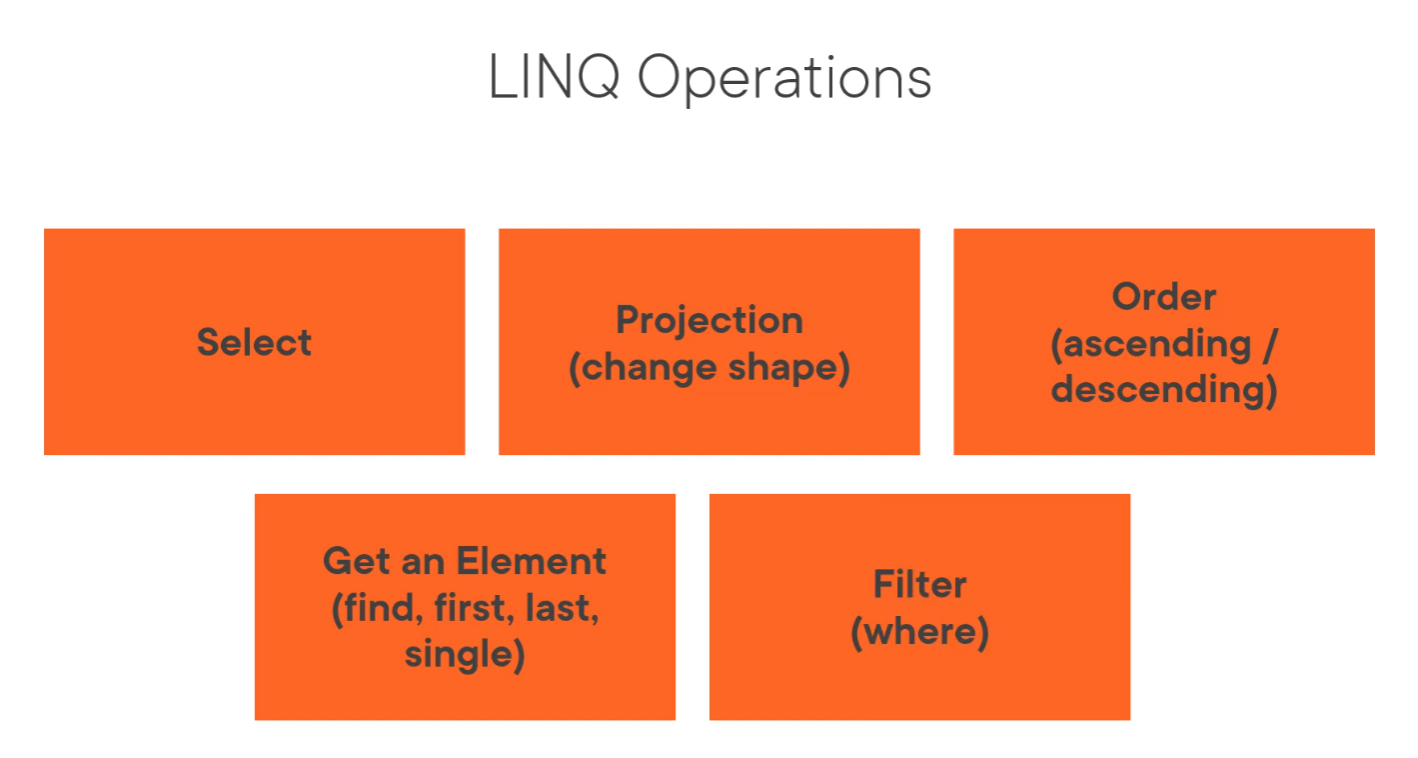 LINQ Operations
Select
Projection
(change shape)
Order
(ascending /
descending)
Get an Element
(find, first, last,
single)
Filter
(where)